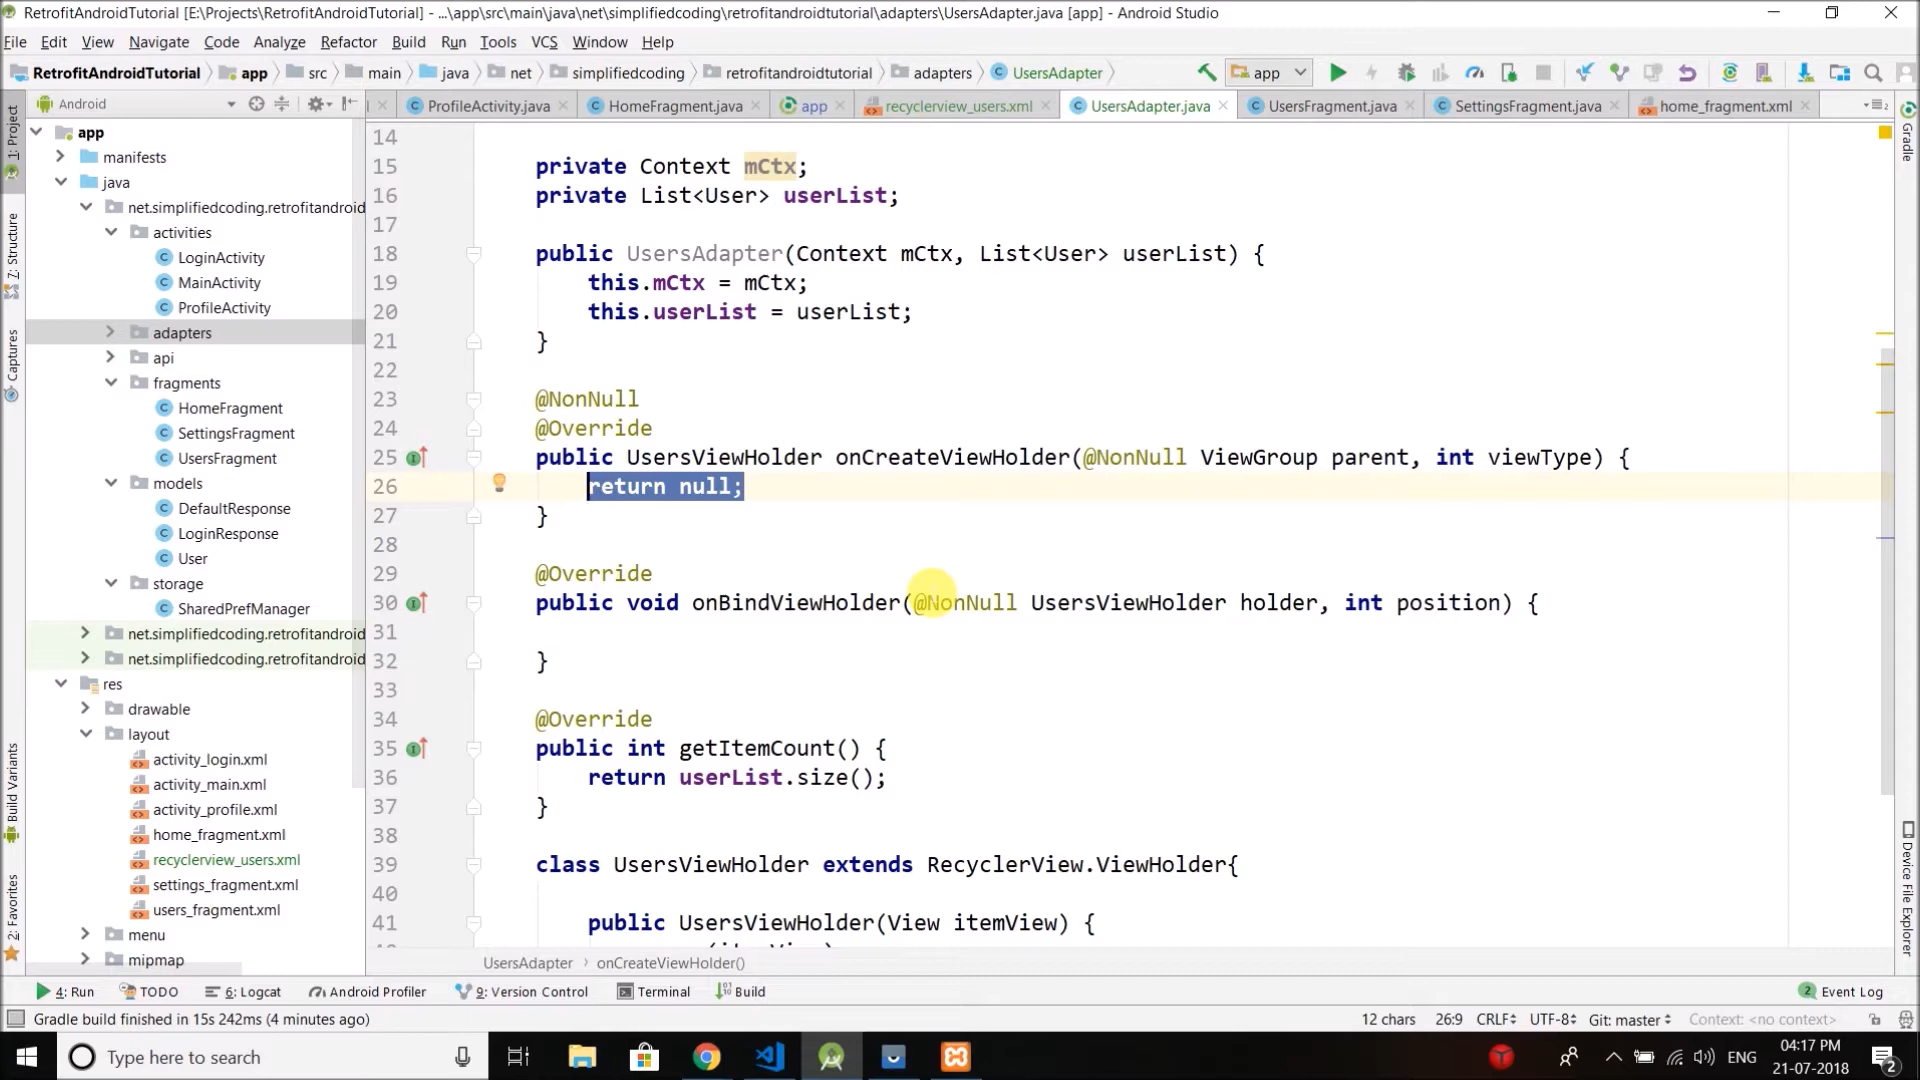 RetrofitAndroidTutorial [E:\Projects\RetrofitAndroidTutorial] - ...\app\src\main\java\net\simplifiedcoding\retrofitandroidtutorial\adapters\UsersAdapter.java [app] - Android Studio
File Edit View Navigate Code Analyze Refactor Build Run Tools VCS Window Help
RetrofitAndroidTutorial app src main java net simplifiedcoding retrofitandroidtutorial adapters UsersAdapter app
Android ProfileActivity.java HomeFragment.java app recyclerview_users.xml UsersAdapter.java UsersFragment.java SettingsFragment.java home_fragment.xml
1: Project
7: Structure
Captures
Build Variants
2: Favorites
app
manifests
java
net.simplifiedcoding.retrofitandroid
activities
LoginActivity
MainActivity
ProfileActivity
adapters
api
fragments
HomeFragment
SettingsFragment
UsersFragment
models
DefaultResponse
LoginResponse
User
storage
SharedPrefManager
net.simplifiedcoding.retrofitandroid
net.simplifiedcoding.retrofitandroid
res
drawable
layout
activity_login.xml
activity_main.xml
activity_profile.xml
home_fragment.xml
recyclerview_users.xml
settings_fragment.xml
users_fragment.xml
menu
mipmap
14
15 private Context mCtx;
16 private List<User> userList;
17
18 public UsersAdapter(Context mCtx, List<User> userList) {
19 this.mCtx = mCtx;
20 this.userList = userList;
21 }
22
23 @NonNull
24 @Override
25 public UsersViewHolder onCreateViewHolder(@NonNull ViewGroup parent, int viewType) {
26 return null;
27 }
28
29 @Override
30 public void onBindViewHolder(@NonNull UsersViewHolder holder, int position) {
31
32 }
33
34 @Override
35 public int getItemCount() {
36 return userList.size();
37 }
38
39 class UsersViewHolder extends RecyclerView.ViewHolder{
40
41 public UsersViewHolder(View itemView) {
UsersAdapter onCreateViewHolder()
Gradle
Device File Explorer
4: Run TODO 6: Logcat Android Profiler 9: Version Control Terminal Build 2 Event Log
Gradle build finished in 15s 242ms (4 minutes ago) 12 chars 26:9 CRLF UTF-8 Git: master Context: <no context>
Type here to search ENG 04:17 PM
21-07-2018 2